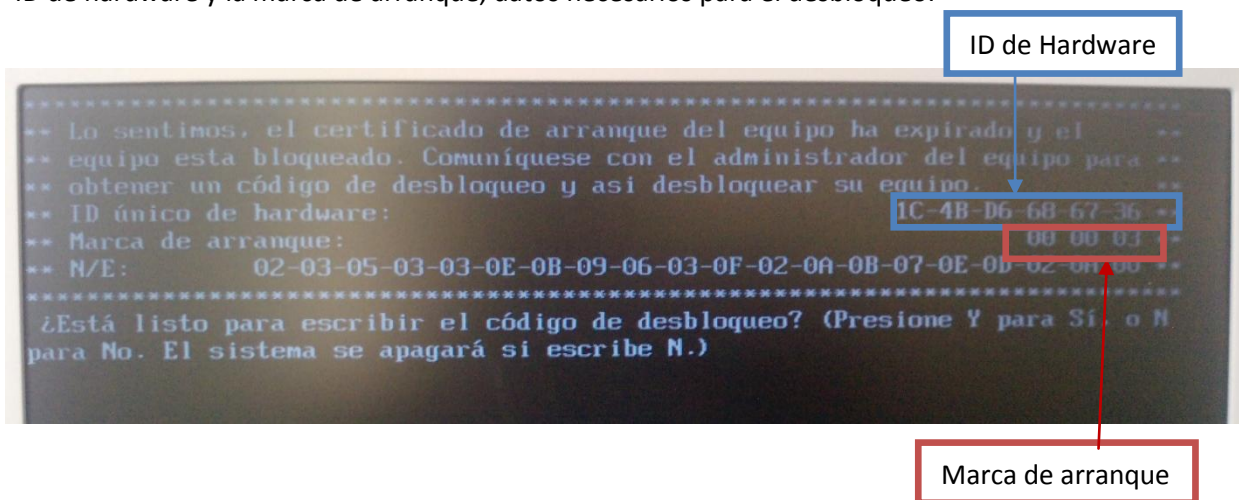 ID de hardware y la marca de arranque, datos necesarios para el desbloqueo.
ID de Hardware
*******************************************************************************
** Lo sentimos, el certificado de arranque del equipo ha expirado y el **
** equipo esta bloqueado. Comuníquese con el administrador del equipo para **
** obtener un código de desbloqueo y asi desbloquear su equipo. **
** ID único de hardware: 1C-4B-D6-68-67-36 **
** Marca de arranque: 00 00 03 **
** N/E: 02-03-05-03-03-0E-0B-09-06-03-0F-02-0A-0B-07-0E-0D-02-0A-00 **
*******************************************************************************
¿Está listo para escribir el código de desbloqueo? (Presione Y para Sí, o N
para No. El sistema se apagará si escribe N.)
Marca de arranque